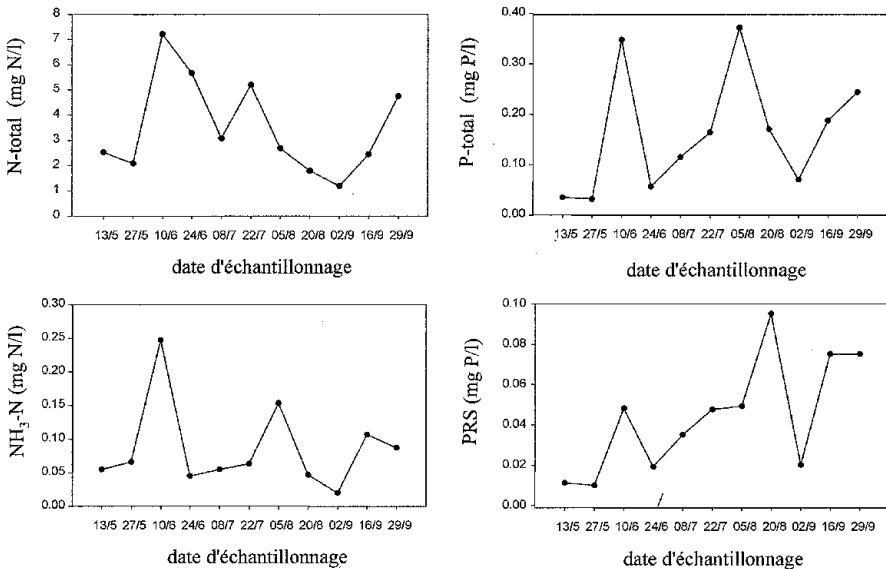 N-total (mg N/l)
8
7
6
5
4
3
2
1
0
13/5 27/5 10/6 24/6 08/7 22/7 05/8 20/8 02/9 16/9 29/9
date d'échantillonnage
P-total (mg P/l)
0.40
0.30
0.20
0.10
0.00
13/5 27/5 10/6 24/6 08/7 22/7 05/8 20/8 02/9 16/9 29/9
date d'échantillonnage
NH3-N (mg N/l)
0.30
0.25
0.20
0.15
0.10
0.05
0.00
13/5 27/5 10/6 24/6 08/7 22/7 05/8 20/8 02/9 16/9 29/9
date d'échantillonnage
PRS (mg P/l)
0.10
0.08
0.06
0.04
0.02
0.00
13/5 27/5 10/6 24/6 08/7 22/7 05/8 20/8 02/9 16/9 29/9
date d'échantillonnage